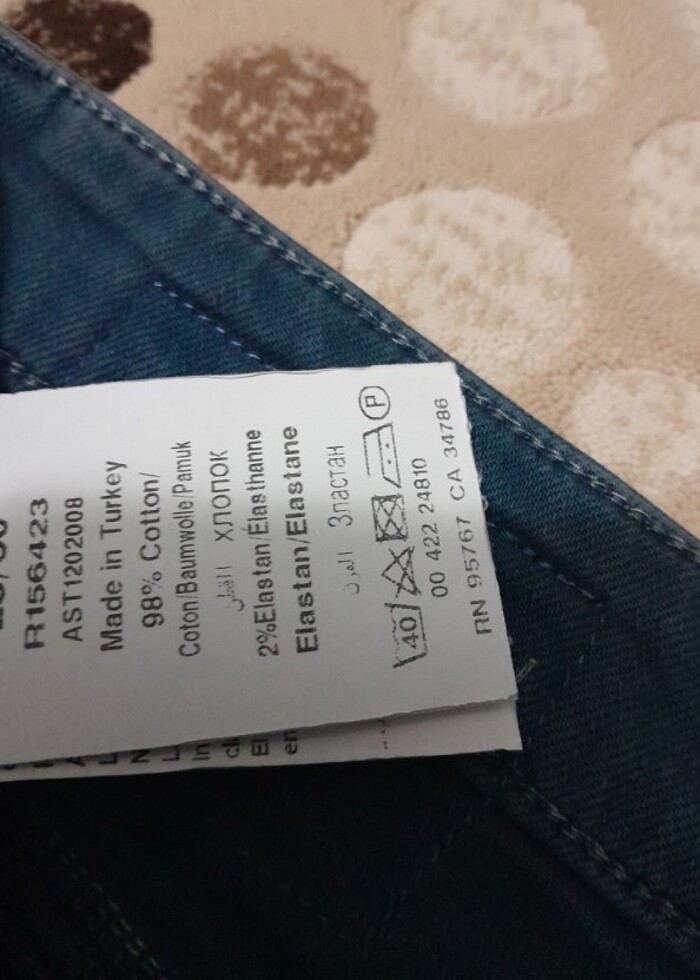 R156423
AST1202008
Made in Turkey
98% Cotton/
Coton/Baumwolle/Pamuk
القطن ХЛОПОК
2%Elastan/Élasthanne
Elastan/Elastane
Эластан
40 P
00 422 24810
RN 95767 CA 34786